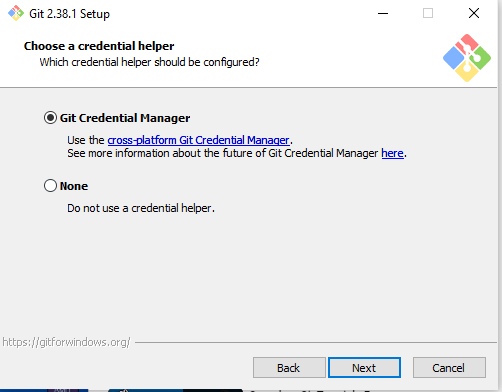 Git 2.38.1 Setup
Choose a credential helper
Which credential helper should be configured?
Git Credential Manager
Use the cross-platform Git Credential Manager.
See more information about the future of Git Credential Manager here.
None
Do not use a credential helper.
https://gitforwindows.org/
Back Next Cancel